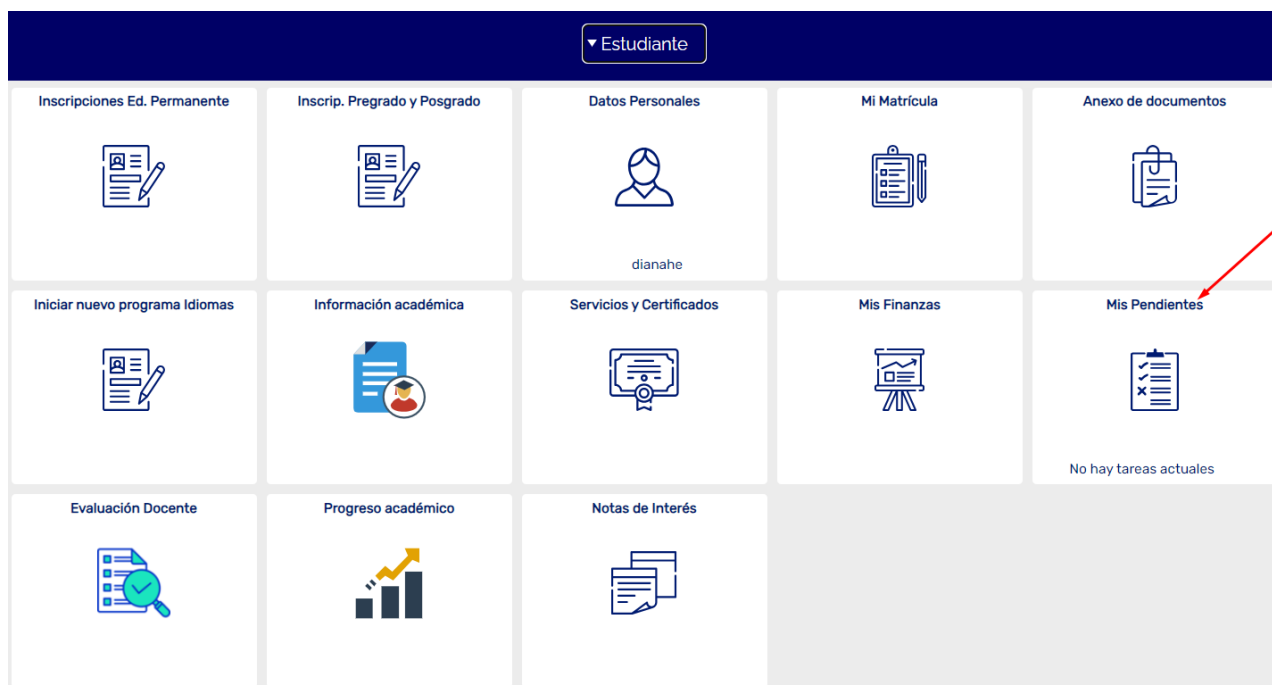 Estudiante
Inscripciones Ed. Permanente
Inscrip. Pregrado y Posgrado
Datos Personales
Mi Matrícula
Anexo de documentos
dianahe
Iniciar nuevo programa Idiomas
Información académica
Servicios y Certificados
Mis Finanzas
Mis Pendientes
No hay tareas actuales
Evaluación Docente
Progreso académico
Notas de Interés